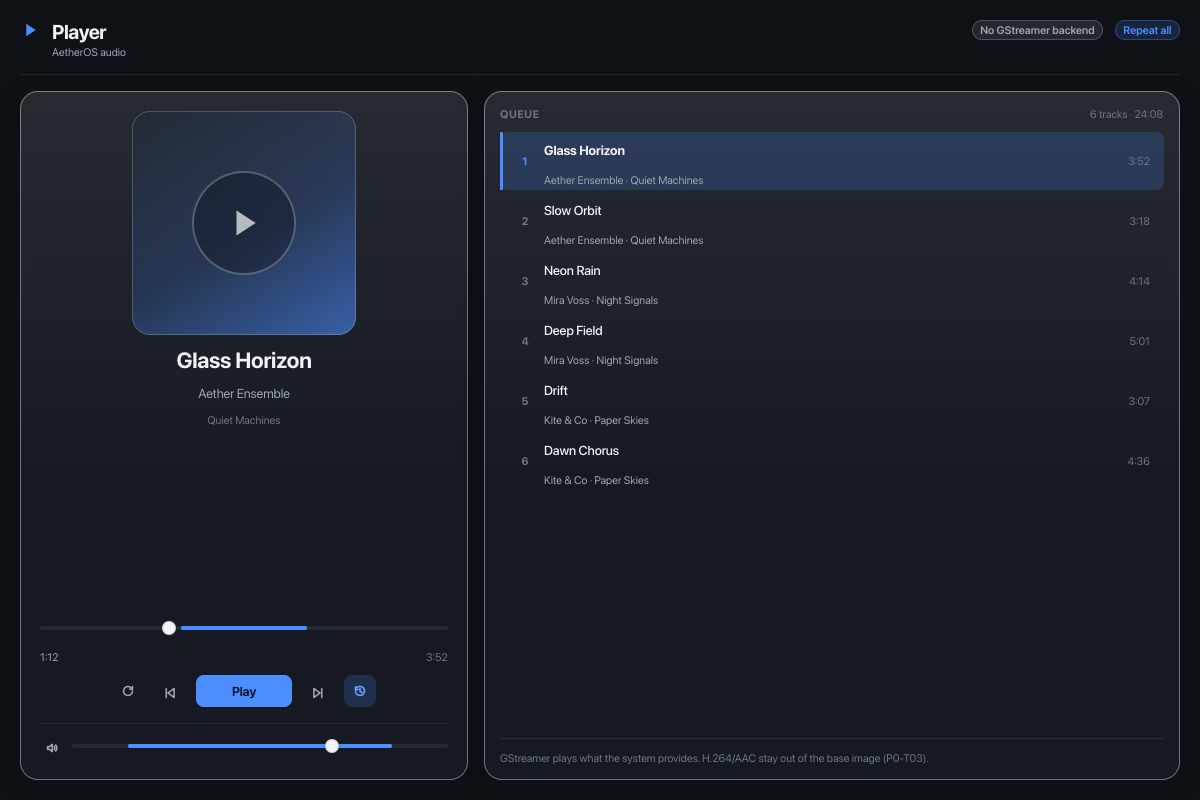 Player
AetherOS audio
No GStreamer backend
Repeat all
Glass Horizon
Aether Ensemble
Quiet Machines
1:12
3:52
Play
QUEUE
6 tracks · 24:08
1
Glass Horizon
Aether Ensemble · Quiet Machines
3:52
2
Slow Orbit
Aether Ensemble · Quiet Machines
3:18
3
Neon Rain
Mira Voss · Night Signals
4:14
4
Deep Field
Mira Voss · Night Signals
5:01
5
Drift
Kite & Co · Paper Skies
3:07
6
Dawn Chorus
Kite & Co · Paper Skies
4:36
GStreamer plays what the system provides. H.264/AAC stay out of the base image (P0-T03).